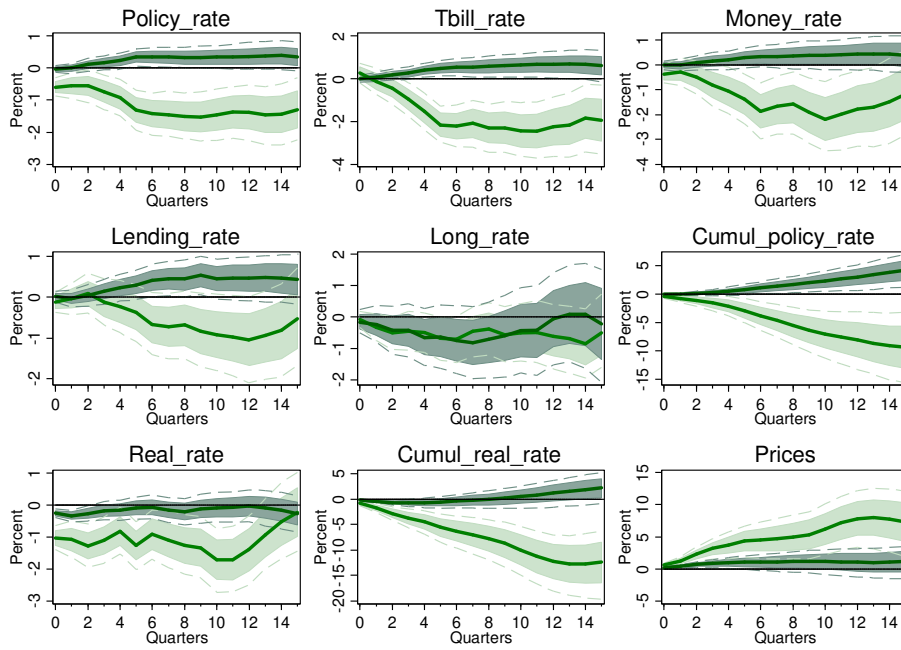 Policy_rate
Percent
1
0
-1
-2
-3
0 2 4 6 8 10 12 14
Quarters
Tbill_rate
Percent
2
0
-2
-4
0 2 4 6 8 10 12 14
Quarters
Money_rate
Percent
1
0
-1
-2
-3
-4
0 2 4 6 8 10 12 14
Quarters
Lending_rate
Percent
1
0
-1
-2
0 2 4 6 8 10 12 14
Quarters
Long_rate
Percent
2
1
0
-1
-2
0 2 4 6 8 10 12 14
Quarters
Cumul_policy_rate
Percent
5
0
-5
-10
-15
0 2 4 6 8 10 12 14
Quarters
Real_rate
Percent
1
0
-1
-2
-3
0 2 4 6 8 10 12 14
Quarters
Cumul_real_rate
Percent
5
0
-5
-10
-15
-20
0 2 4 6 8 10 12 14
Quarters
Prices
Percent
15
10
5
0
-5
0 2 4 6 8 10 12 14
Quarters